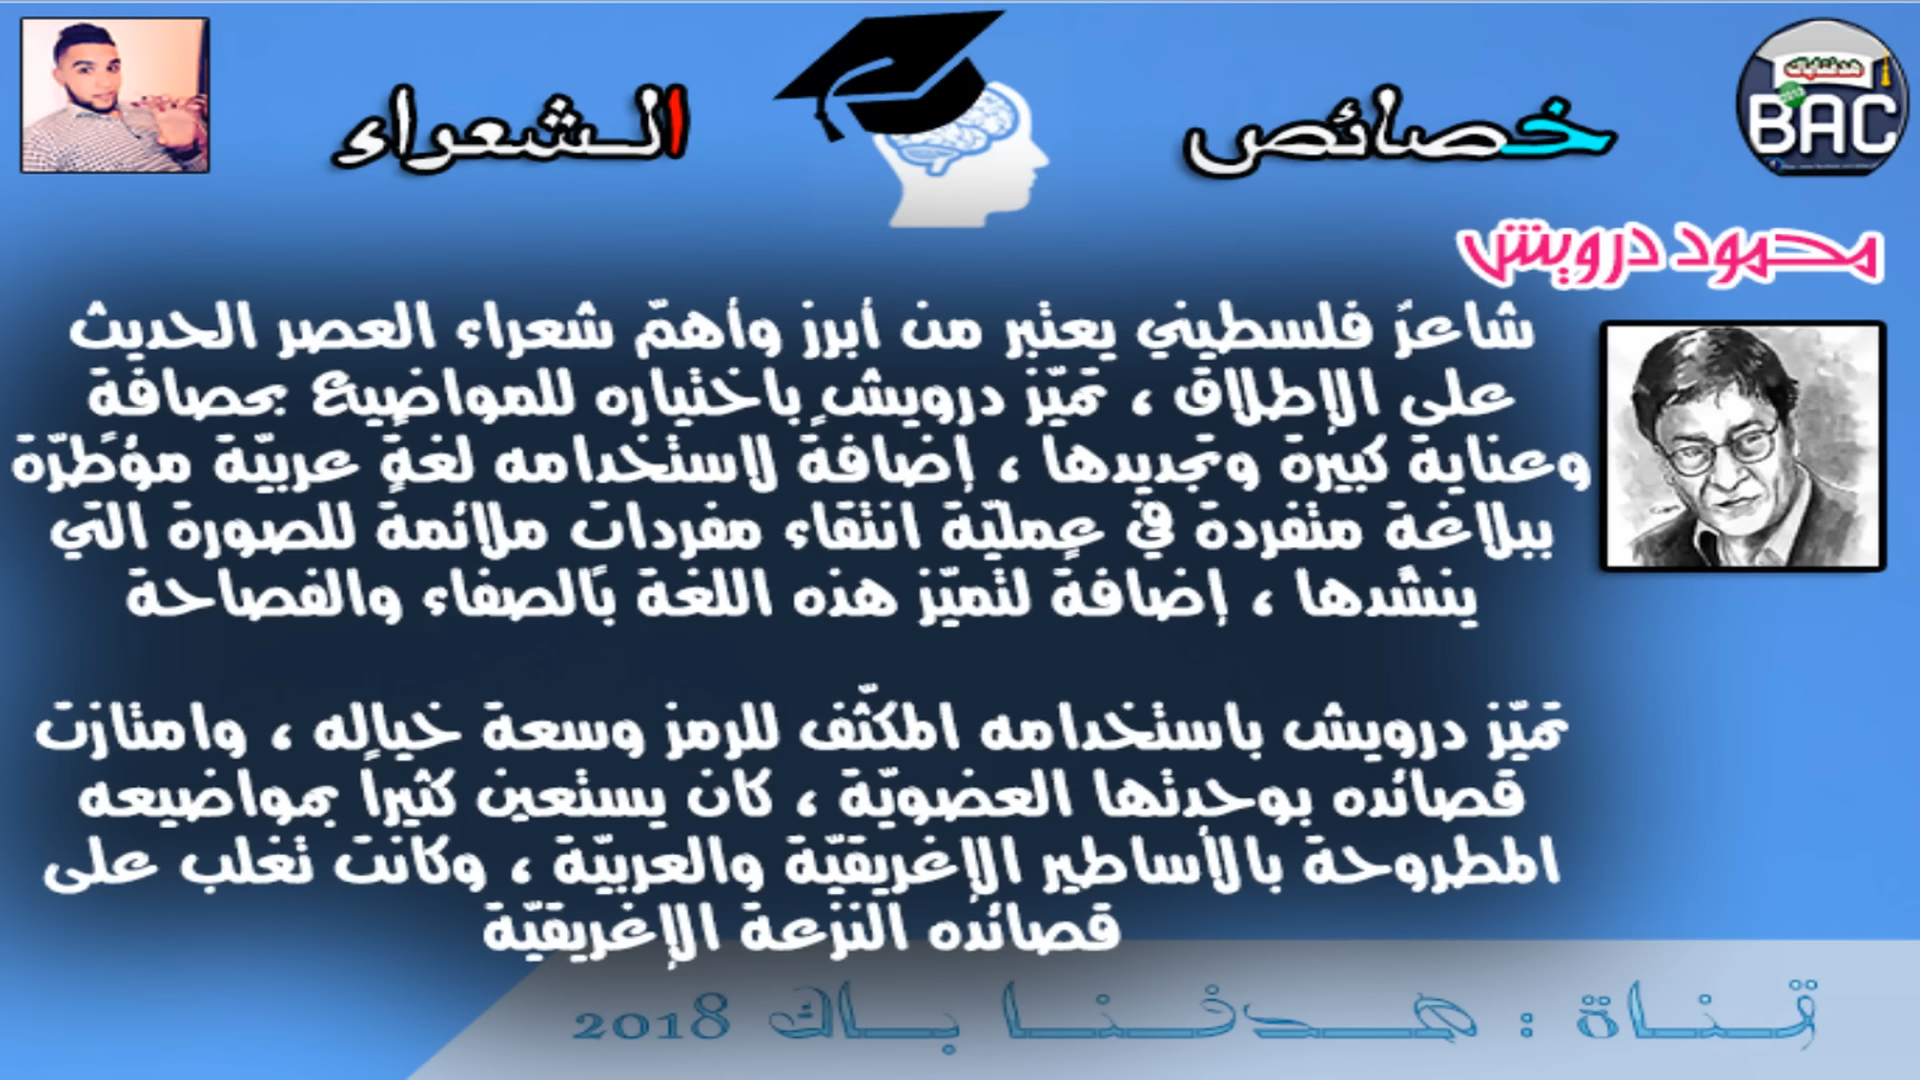 خصائص الشعراء
هدفناباك
2018
BAC
محمود درويش
شاعرٌ فلسطيني يعتبر من أبرز وأهمّ شعراء العصر الحديث
على الإطلاق ، تميّز درويش باختياره للمواضيع بحصافةٍ
وعناية كبيرة وتجديدها ، إضافةً لاستخدامه لغةٍ عربيّة مؤطّرّة
ببلاغةٍ متفردة في عمليّة انتقاء مفردات ملائمة للصورة التي
ينشدها ، إضافةً لتميّز هذه اللغة بالصفاء والفصاحة
تميّز درويش باستخدامه المكثّف للرمز وسعة خياله ، وامتازت
قصائده بوحدتها العضويّة ، كان يستعين كثيراً بمواضيعه
المطروحة بالأساطير الإغريقيّة والعربيّة ، وكانت تغلب على
قصائده النزعة الإغريقيّة
قناة : هدفنا باك 2018